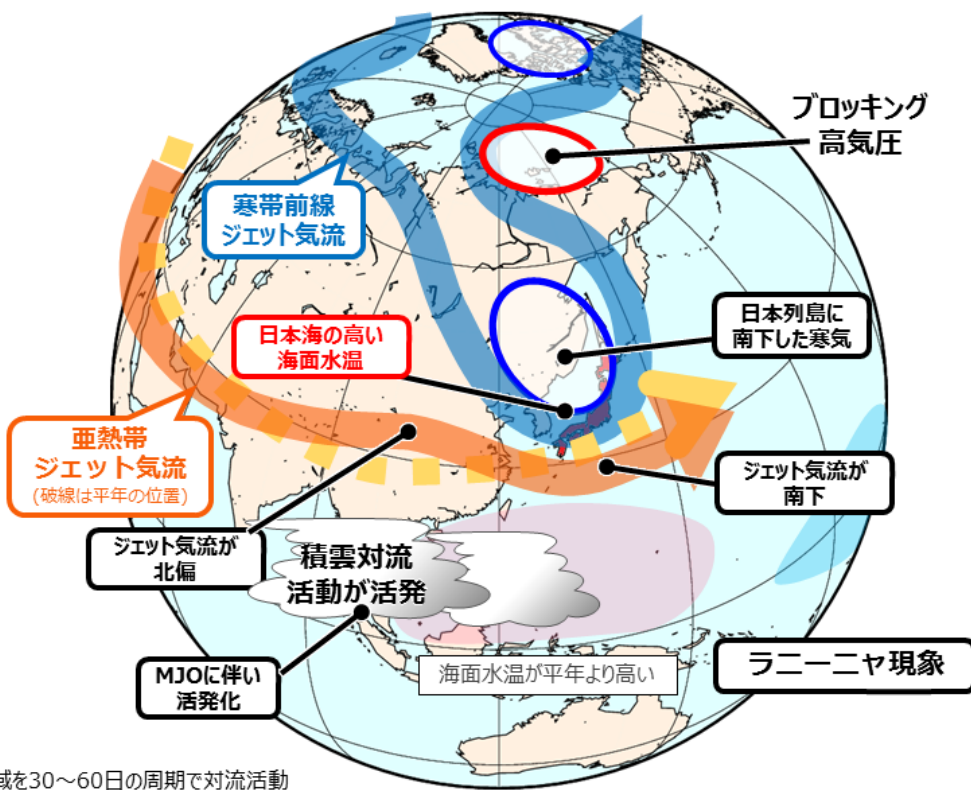 ブロッキング
高気圧
寒帯前線
ジェット気流
日本列島に
南下した寒気
日本海の高い
海面水温
亜熱帯
ジェット気流
(破線は平年の位置)
ジェット気流が
南下
ジェット気流が
北偏
積雲対流
活動が活発
MJOに伴い
活発化
海面水温が平年より高い
ラニーニャ現象
域を30～60日の周期で対流活動